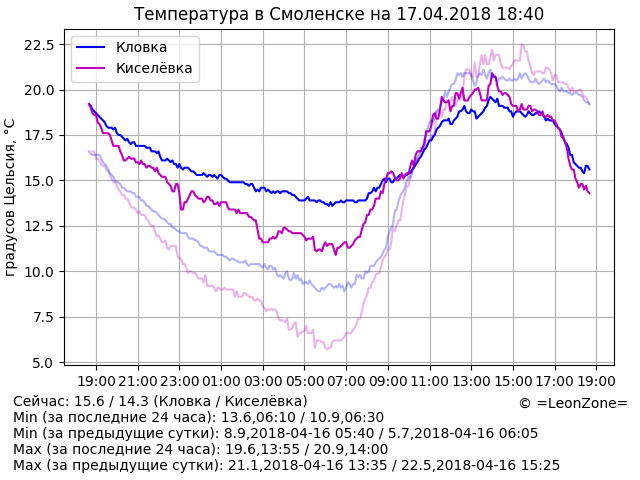 Температура в Смоленске на 17.04.2018 18:40
градусов Цельсия, °C
22.5
20.0
17.5
15.0
12.5
10.0
7.5
5.0
Кловка
Киселёвка
19:00 21:00 23:00 01:00 03:00 05:00 07:00 09:00 11:00 13:00 15:00 17:00 19:00
Сейчас: 15.6 / 14.3 (Кловка / Киселёвка)
© =LeonZone=
Min (за последние 24 часа): 13.6,06:10 / 10.9,06:30
Min (за предыдущие сутки): 8.9,2018-04-16 05:40 / 5.7,2018-04-16 06:05
Max (за последние 24 часа): 19.6,13:55 / 20.9,14:00
Max (за предыдущие сутки): 21.1,2018-04-16 13:35 / 22.5,2018-04-16 15:25